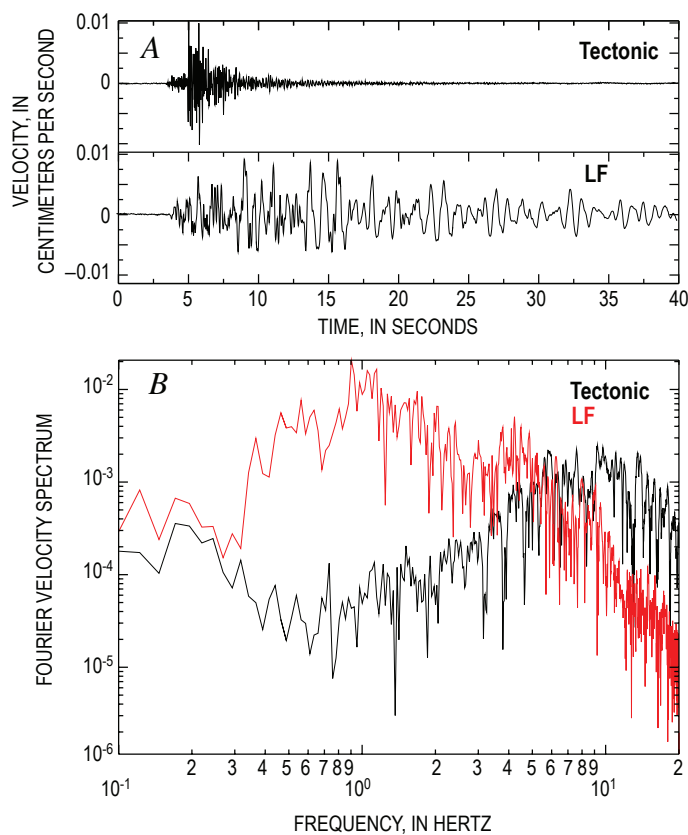 VELOCITY, IN
CENTIMETERS PER SECOND
A
Tectonic
0.01
0
LF
0.01
0
–0.01
0 5 10 15 20 25 30 35 40
TIME, IN SECONDS
B
Tectonic
LF
FOURIER VELOCITY SPECTRUM
10-2
10-3
10-4
10-5
10-6
2 3 4 5 6 7 8 9 2 3 4 5 6 7 8 9 2
10-1 100 101
FREQUENCY, IN HERTZ